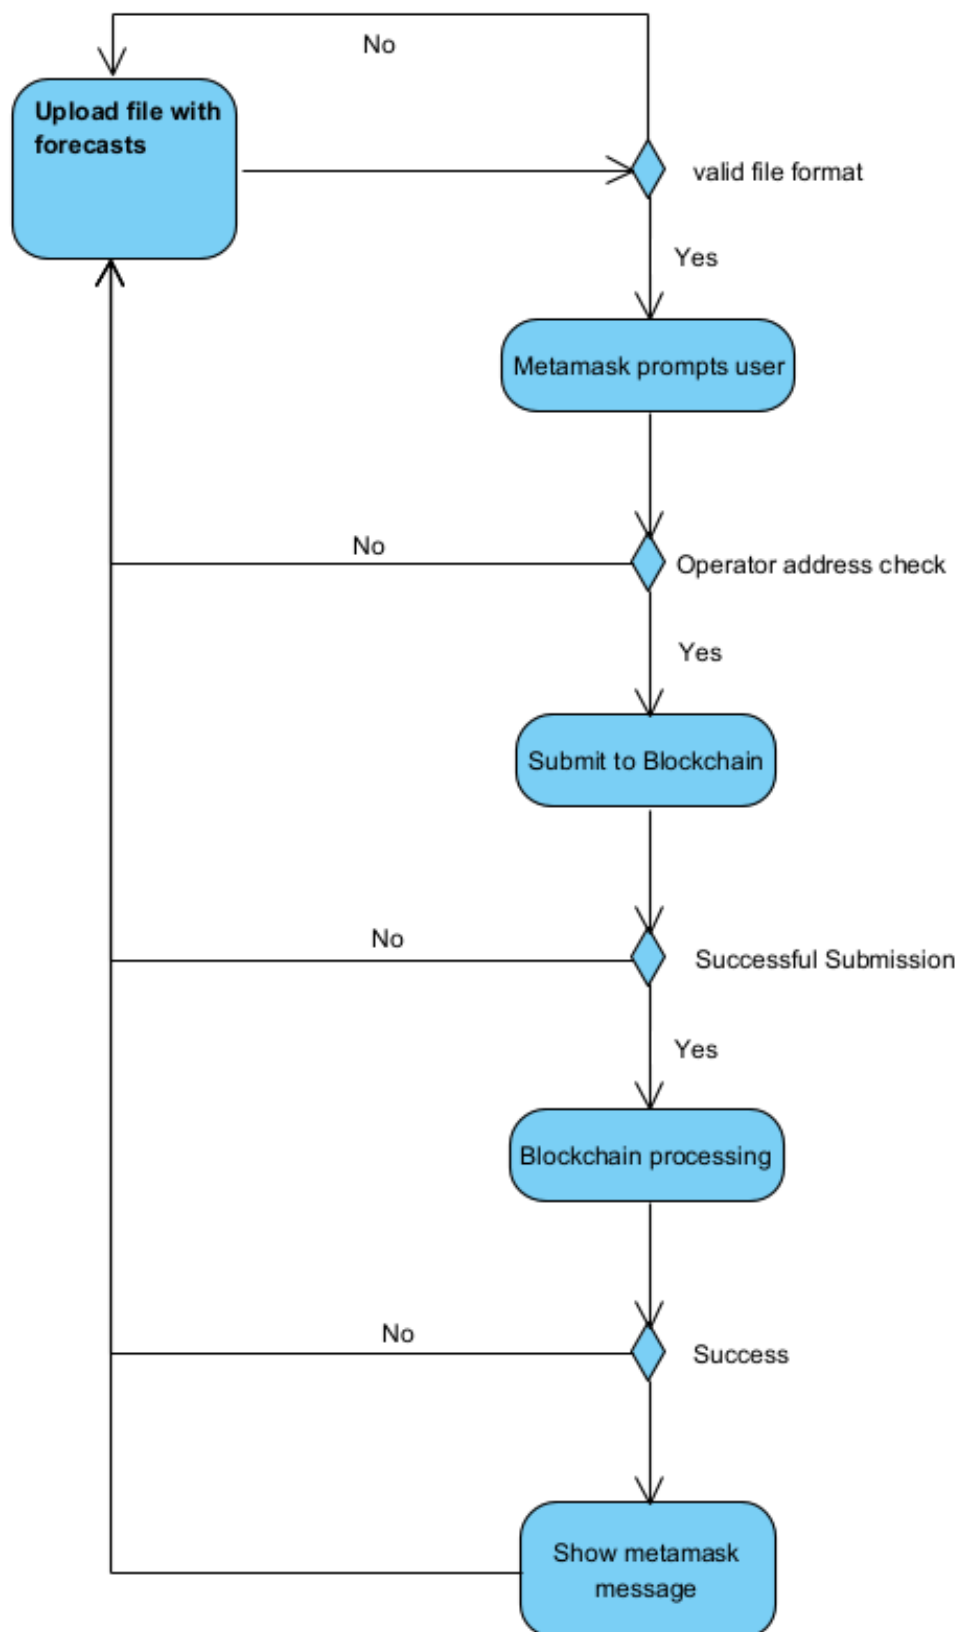 No
Upload file with
forecasts
valid file format
Yes
Metamask prompts user
No
Operator address check
Yes
Submit to Blockchain
No
Successful Submission
Yes
Blockchain processing
No
Success
Show metamask
message